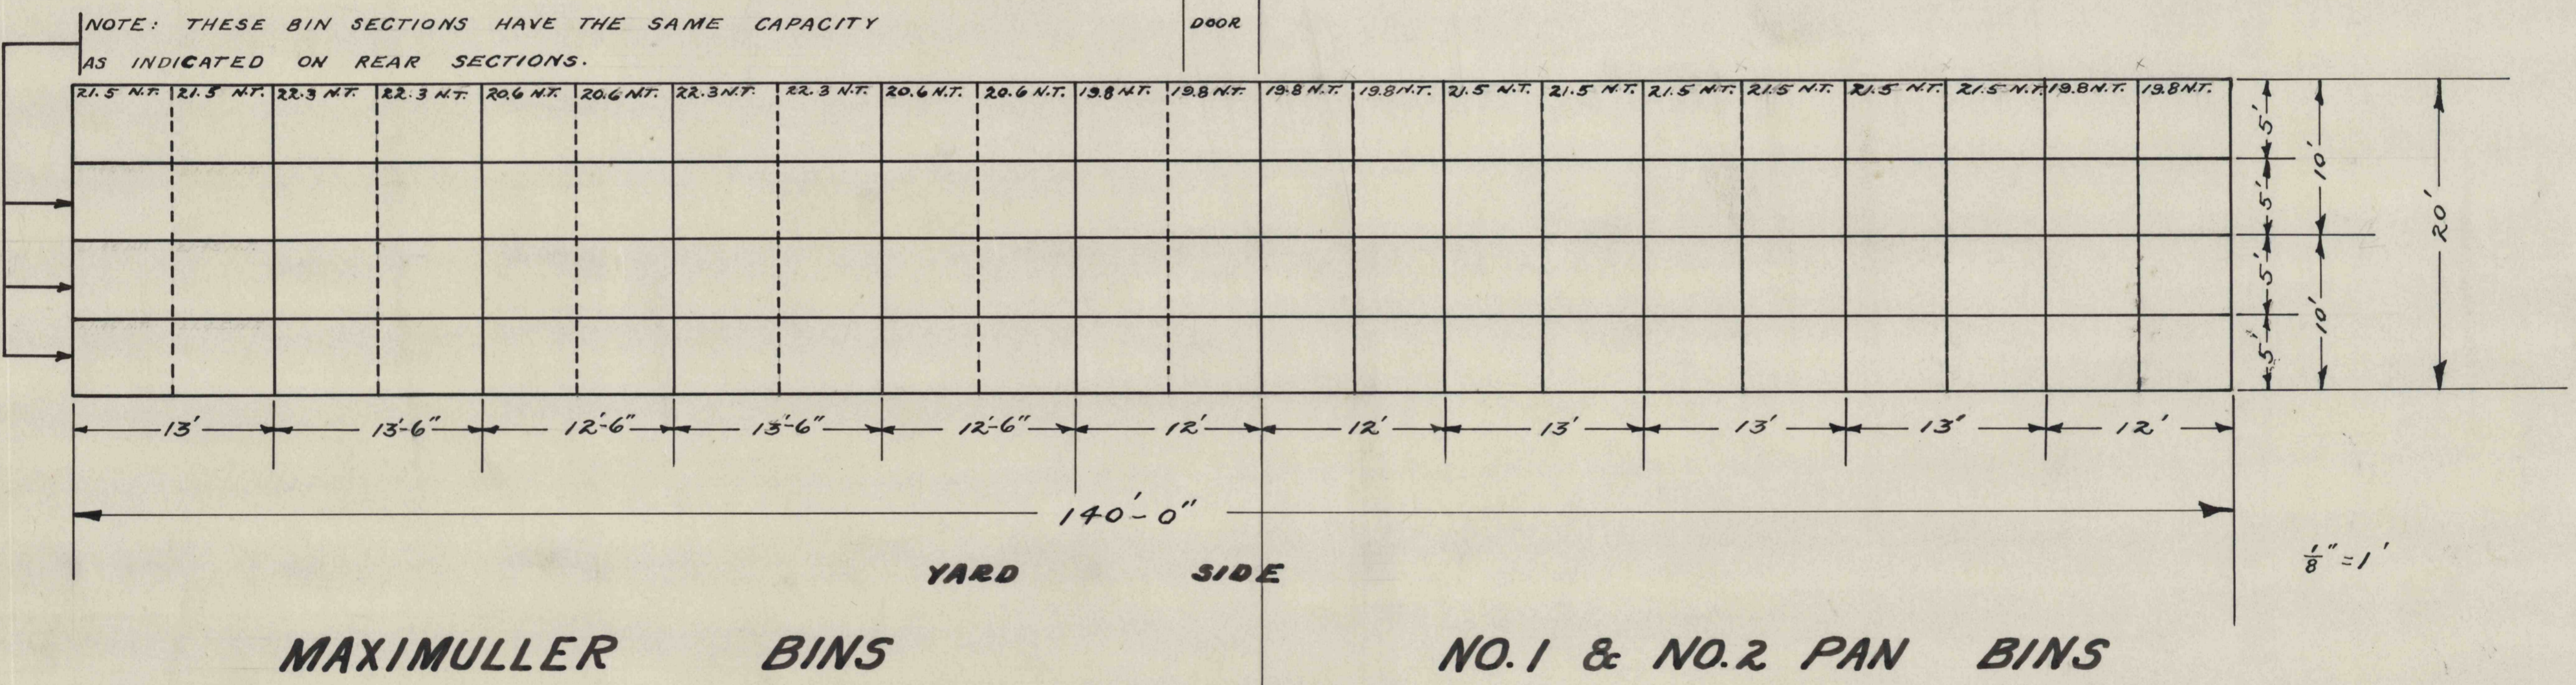 NOTE: THESE BIN SECTIONS HAVE THE SAME CAPACITY
AS INDICATED ON REAR SECTIONS.
DOOR
21.5 N.T. 21.5 N.T. 22.3 N.T. 22.3 N.T. 20.6 N.T. 20.6 N.T. 22.3 N.T. 22.3 N.T. 20.6 N.T. 20.6 N.T. 19.8 N.T. 19.8 N.T. 19.8 N.T. 19.8 N.T. 21.5 N.T. 21.5 N.T. 21.5 N.T. 21.5 N.T. 21.5 N.T. 21.5 N.T. 19.8 N.T. 19.8 N.T.
5' 5' 5' 5'
10' 10'
20'
13' 13'-6" 12'-6" 13'-6" 12'-6" 12' 12' 13' 13' 13' 12'
140'-0"
YARD SIDE
1/8" = 1'
MAXIMULLER BINS
NO. 1 & NO. 2 PAN BINS